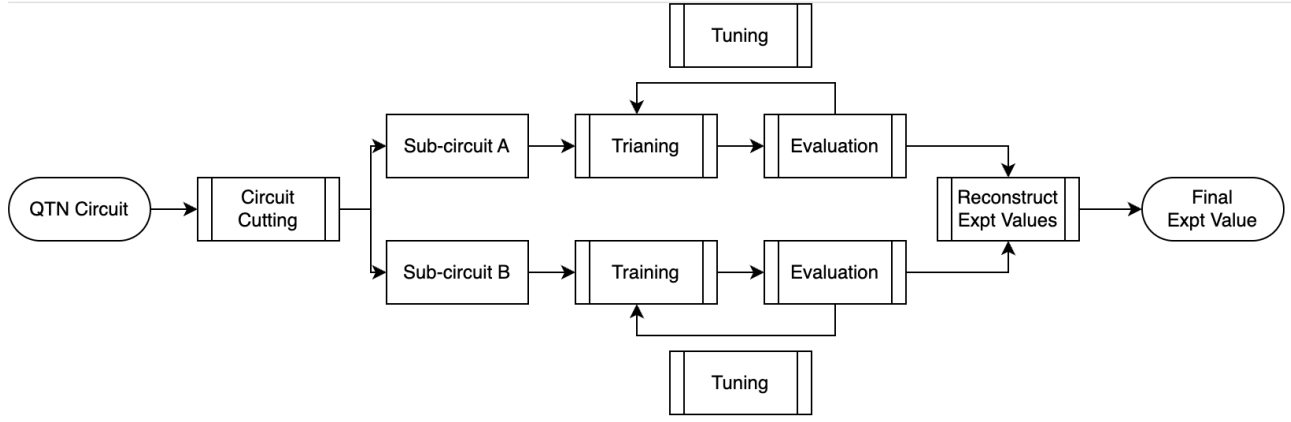 Tuning
Sub-circuit A
Trianing
Evaluation
QTN Circuit
Circuit
Cutting
Reconstruct
Expt Values
Final
Expt Value
Sub-circuit B
Training
Evaluation
Tuning